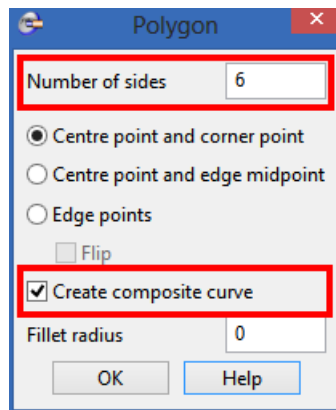 Polygon
Number of sides 6
Centre point and corner point
Centre point and edge midpoint
Edge points
Flip
Create composite curve
Fillet radius 0
OK Help